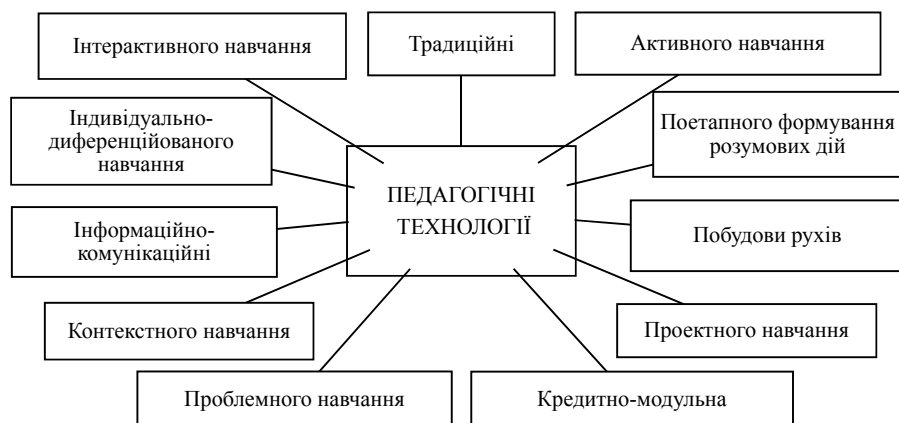 Інтерактивного навчання
Традиційні
Активного навчання
Індивідуально-
диференційованого
навчання
Поетапного формування
розумових дій
ПЕДАГОГІЧНІ
ТЕХНОЛОГІЇ
Інформаційно-
комунікаційні
Побудови рухів
Контекстного навчання
Проектного навчання
Проблемного навчання
Кредитно-модульна